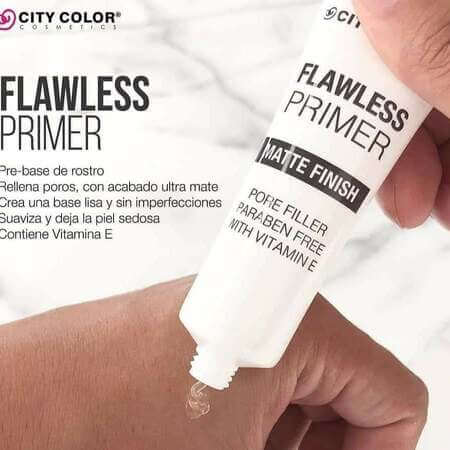 CITY COLOR®
COSMETICS
FLAWLESS
PRIMER
Pre-base de rostro
Rellena poros, con acabado ultra mate
Crea una base lisa y sin imperfecciones
Suaviza y deja la piel sedosa
Contiene Vitamina E
CITY COL
FLAWLESS
PRIMER
MATTE FINISH
PORE FILLER
PARABEN FREE
WITH VITAMIN E